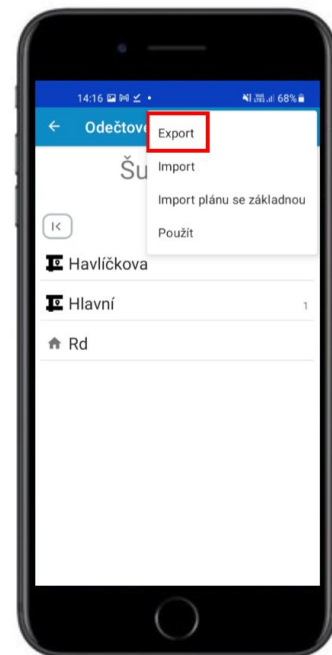 14:16 68%
Odečtov
Export
Šu
Import
Import plánu se základnou
Použít
Havlíčkova
Hlavní 1
Rd